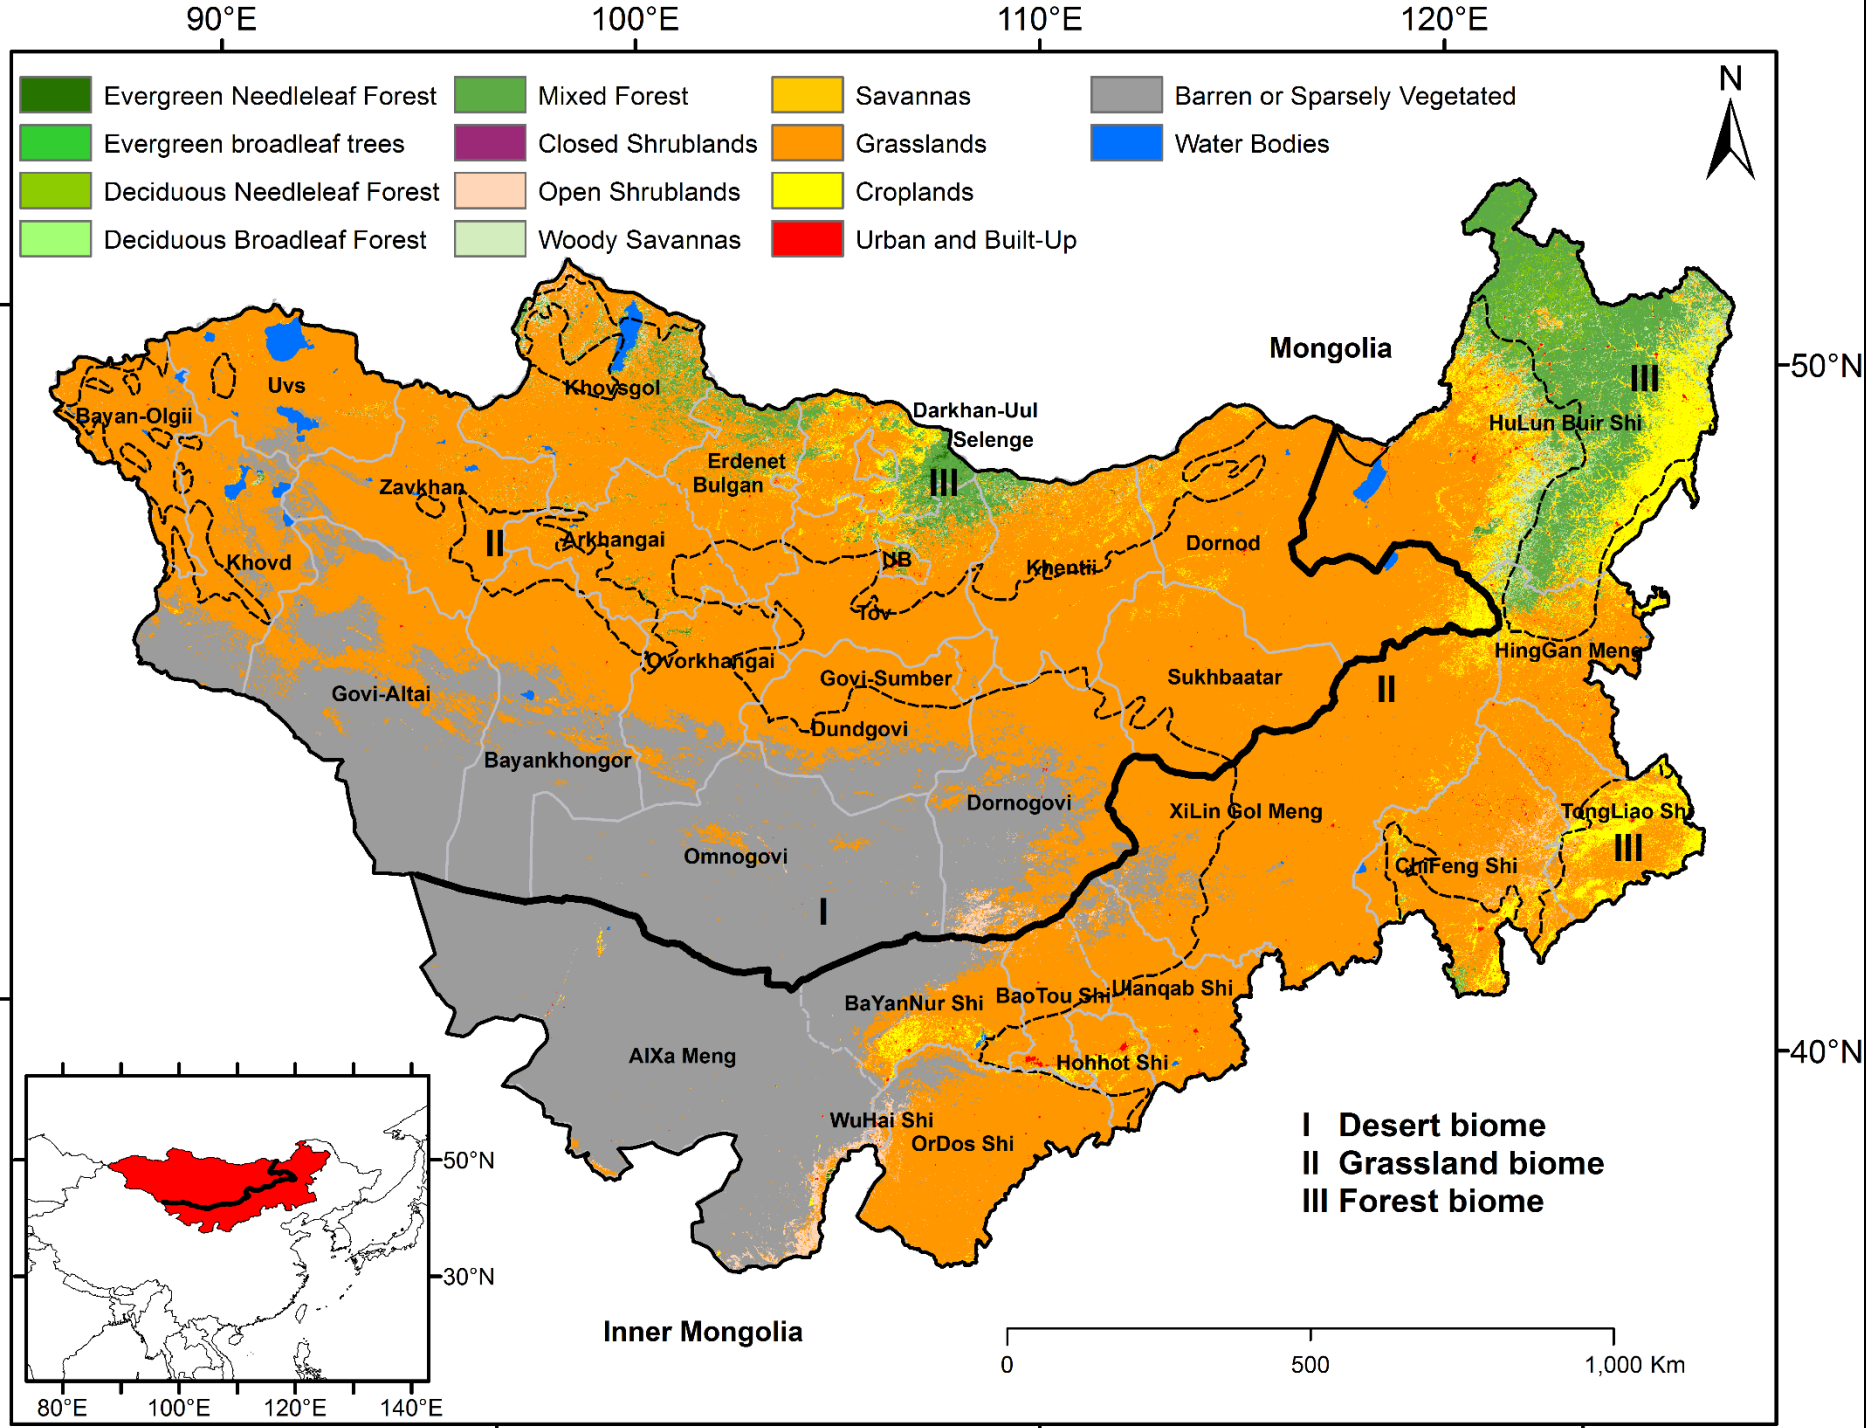 90°E 100°E 110°E 120°E
N
Evergreen Needleleaf Forest
Evergreen broadleaf trees
Deciduous Needleleaf Forest
Deciduous Broadleaf Forest
Mixed Forest
Closed Shrublands
Open Shrublands
Woody Savannas
Savannas
Grasslands
Croplands
Urban and Built-Up
Barren or Sparsely Vegetated
Water Bodies
Mongolia
50°N
III
Uvs
Khovsgol
Bayan-Olgii
Darkhan-Uul
Selenge
HuLun Buir Shi
Erdenet
Bulgan
III
Zavkhan
II
Arkhangai
Dornod
Khovd
UB
Khentii
Tov
Ovorkhangai
HingGan Meng
Govi-Sumber
Sukhbaatar
II
Govi-Altai
Dundgovi
Bayankhongor
Dornogovi
XiLin Gol Meng
TongLiao Sh
III
Omnogovi
ChiFeng Shi
I
BaYanNur Shi
BaoTou Shi
Ulanqab Shi
AlXa Meng
Hohhot Shi
40°N
WuHai Shi
OrDos Shi
I Desert biome
II Grassland biome
III Forest biome
50°N
30°N
80°E 100°E 120°E 140°E
Inner Mongolia
0 500 1,000 Km